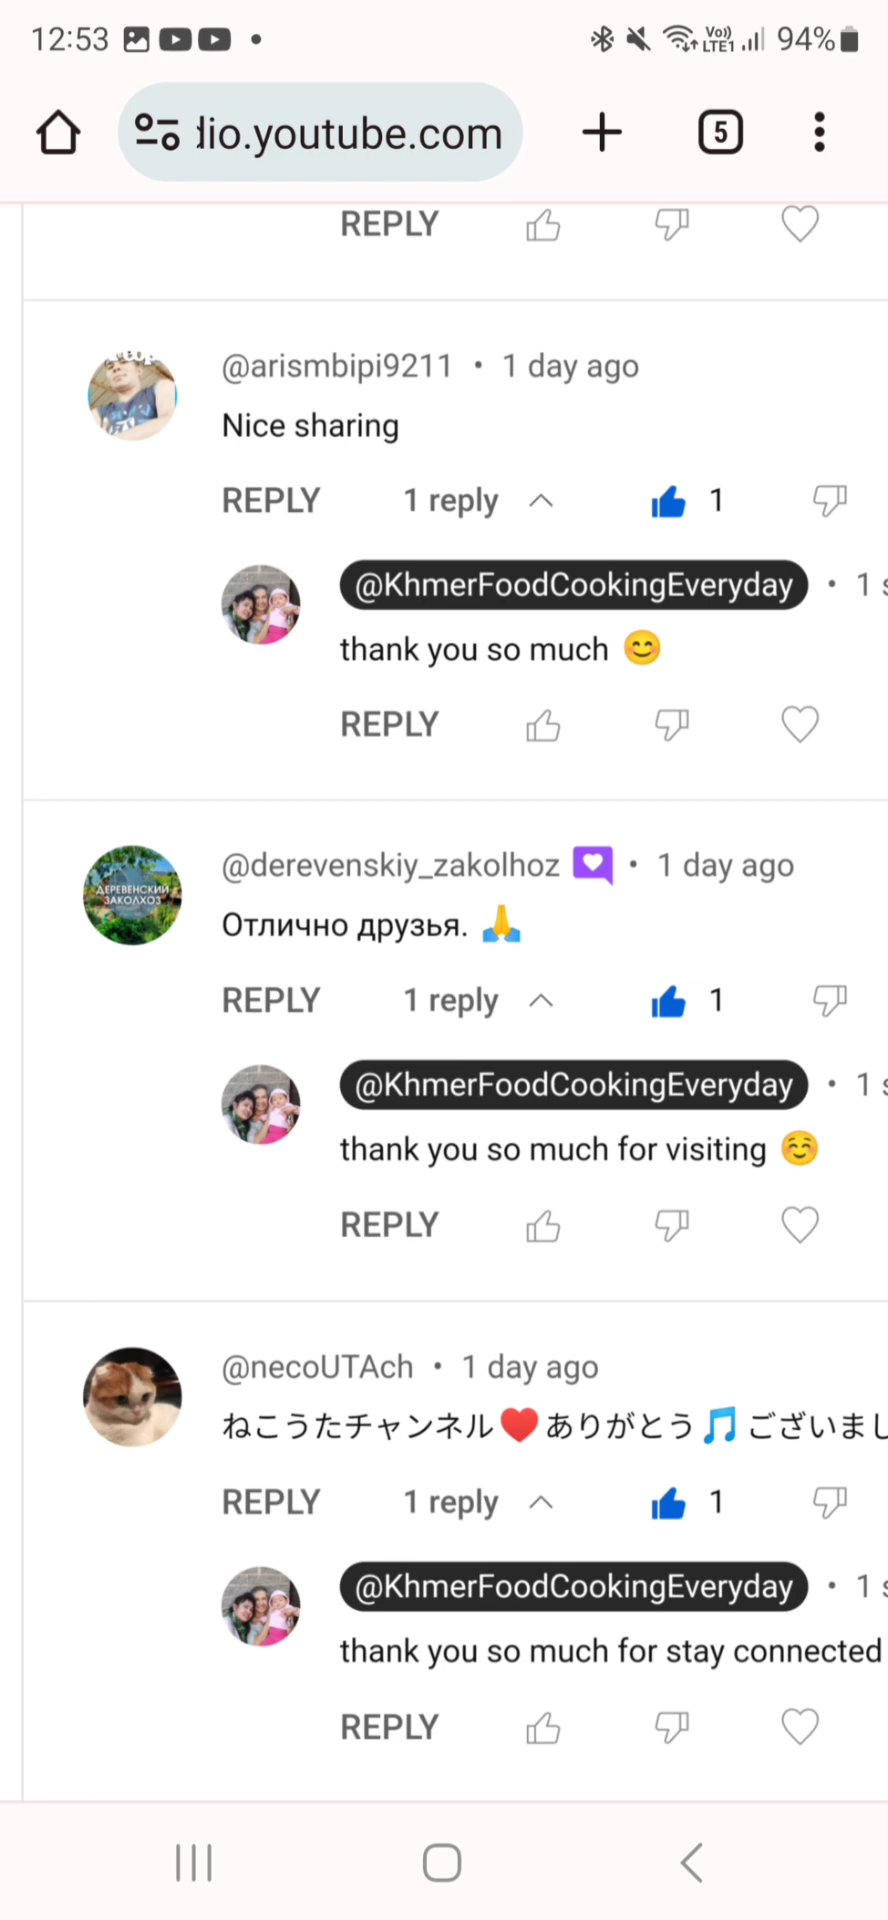 12:53
Vo))
LTE1
94%
dio.youtube.com
5
REPLY
@arismbipi9211 • 1 day ago
Nice sharing
REPLY 1 reply 1
@KhmerFoodCookingEveryday • 1
thank you so much 😊
REPLY
ДЕРЕВЕНСКИЙ
ЗАКОЛХОЗ
@derevenskiy_zakolhoz • 1 day ago
Отлично друзья. 🙏
REPLY 1 reply 1
@KhmerFoodCookingEveryday • 1
thank you so much for visiting ☺️
REPLY
@necoUTAch • 1 day ago
ねこうたチャンネル❤️ありがとう🎵ございまし
REPLY 1 reply 1
@KhmerFoodCookingEveryday • 1
thank you so much for stay connected
REPLY